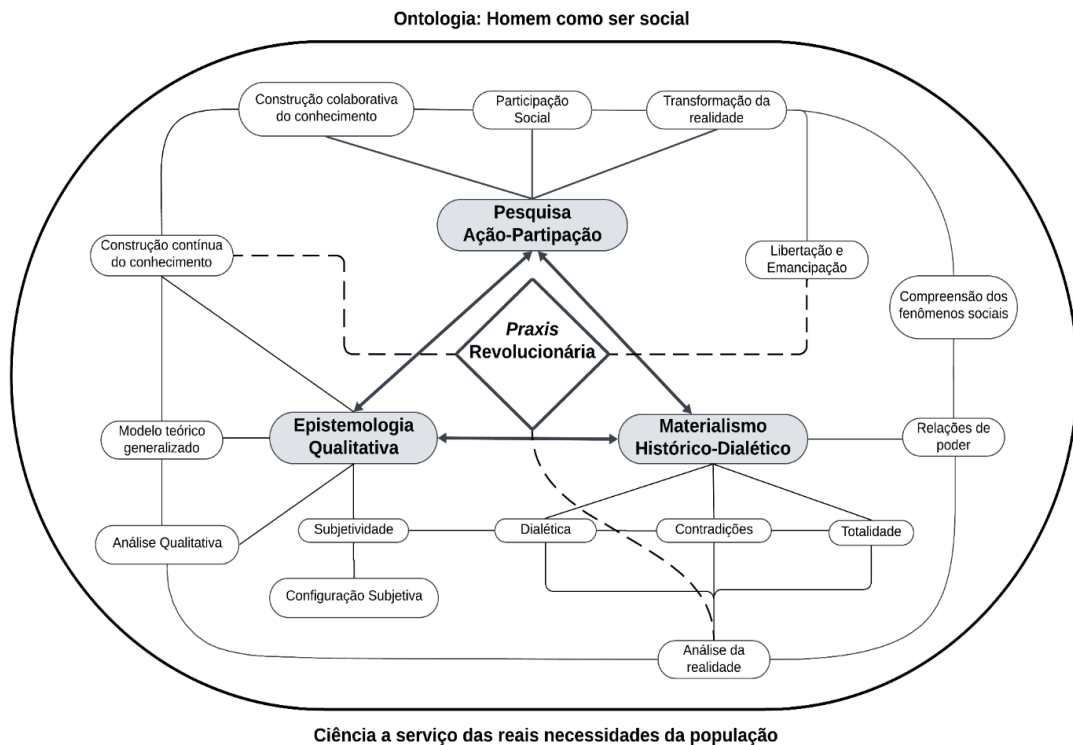 Ontologia: Homem como ser social
Construção colaborativa
do conhecimento
Participação
Social
Transformação da
realidade
Pesquisa
Ação-Partipação
Construção contínua
do conhecimento
Libertação e
Emancipação
Compreensão dos
fenômenos sociais
Praxis
Revolucionária
Modelo teórico
generalizado
Epistemologia
Qualitativa
Materialismo
Histórico-Dialético
Relações de
poder
Análise Qualitativa
Subjetividade
Dialética
Contradições
Totalidade
Configuração Subjetiva
Análise da
realidade
Ciência a serviço das reais necessidades da população